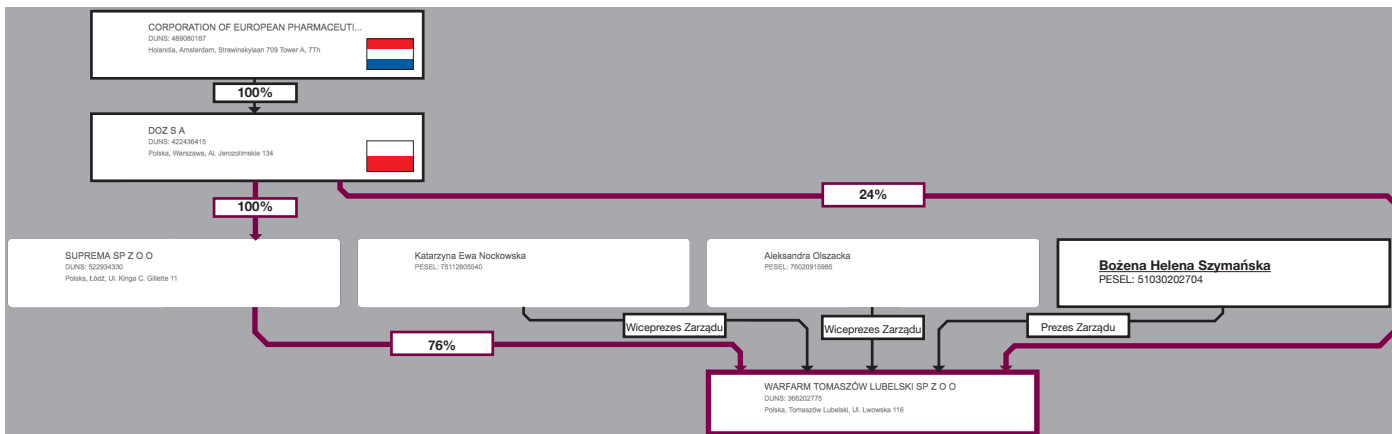 CORPORATION OF EUROPEAN PHARMACEUTI...
DUNS: 489080187
Holandia, Amsterdam, Strawinskylaan 709 Tower A, 7Th
100%
DOZ S A
DUNS: 422436415
Polska, Warszawa, Al. Jerozolimskie 134
100%
24%
SUPREMA SP Z O O
DUNS: 522934330
Polska, Łódź, Ul. Kinga C. Gillette 11
Katarzyna Ewa Nockowska
PESEL: 75112605540
Aleksandra Olszacka
PESEL: 76020915985
Bożena Helena Szymańska
PESEL: 51030202704
Wiceprezes Zarządu
Wiceprezes Zarządu
Prezes Zarządu
76%
WARFARM TOMASZÓW LUBELSKI SP Z O O
DUNS: 366202775
Polska, Tomaszów Lubelski, Ul. Lwowska 116